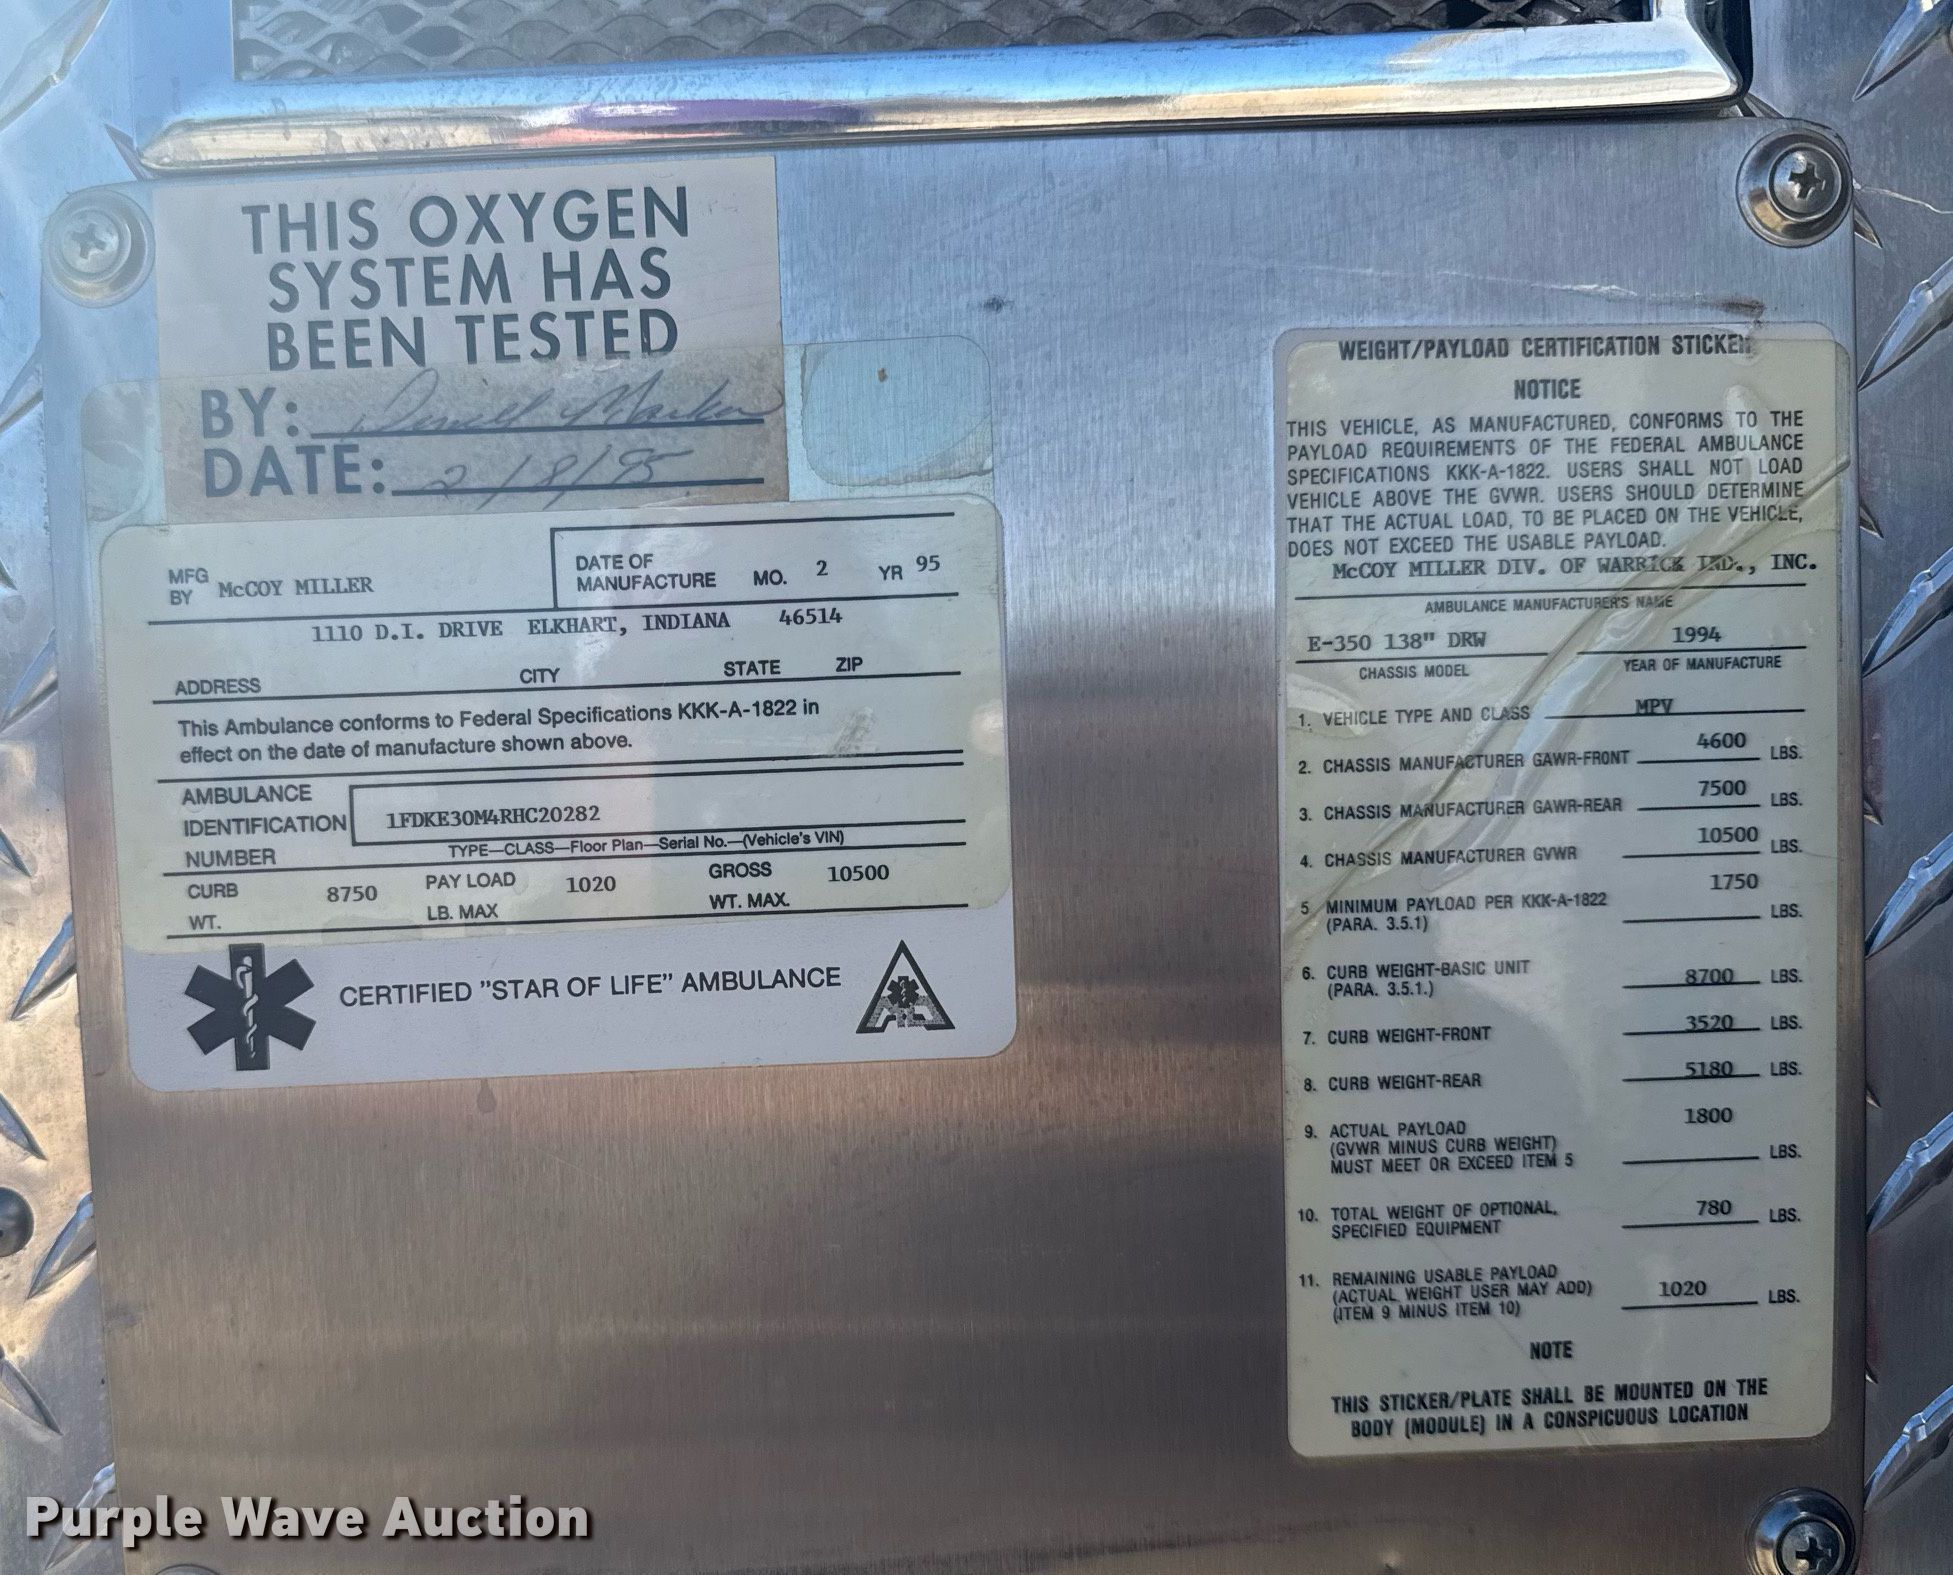 THIS OXYGEN
SYSTEM HAS
BEEN TESTED
BY:
DATE: 2/8/95
MFG BY McCOY MILLER
DATE OF MANUFACTURE MO. 2 YR 95
1110 D.I. DRIVE ELKHART, INDIANA 46514
ADDRESS CITY STATE ZIP
This Ambulance conforms to Federal Specifications KKK-A-1822 in
effect on the date of manufacture shown above.
AMBULANCE
IDENTIFICATION 1FDKE30M4RHC20282
NUMBER TYPE—CLASS—Floor Plan—Serial No.—(Vehicle's VIN)
CURB WT. 8750 PAY LOAD LB. MAX 1020 GROSS WT. MAX. 10500
CERTIFIED "STAR OF LIFE" AMBULANCE
WEIGHT/PAYLOAD CERTIFICATION STICKER
NOTICE
THIS VEHICLE, AS MANUFACTURED, CONFORMS TO THE
PAYLOAD REQUIREMENTS OF THE FEDERAL AMBULANCE
SPECIFICATIONS KKK-A-1822. USERS SHALL NOT LOAD
VEHICLE ABOVE THE GVWR. USERS SHOULD DETERMINE
THAT THE ACTUAL LOAD, TO BE PLACED ON THE VEHICLE,
DOES NOT EXCEED THE USABLE PAYLOAD.
McCOY MILLER DIV. OF WARRICK IND., INC.
AMBULANCE MANUFACTURER'S NAME
E-350 138" DRW 1994
CHASSIS MODEL YEAR OF MANUFACTURE
1. VEHICLE TYPE AND CLASS MPV
2. CHASSIS MANUFACTURER GAWR-FRONT 4600 LBS.
3. CHASSIS MANUFACTURER GAWR-REAR 7500 LBS.
4. CHASSIS MANUFACTURER GVWR 10500 LBS.
5 MINIMUM PAYLOAD PER KKK-A-1822 1750
(PARA. 3.5.1) LBS.
6. CURB WEIGHT-BASIC UNIT 8700 LBS.
(PARA. 3.5.1.)
7. CURB WEIGHT-FRONT 3520 LBS.
8. CURB WEIGHT-REAR 5180 LBS.
9. ACTUAL PAYLOAD 1800
(GVWR MINUS CURB WEIGHT)
MUST MEET OR EXCEED ITEM 5 LBS.
10. TOTAL WEIGHT OF OPTIONAL, 780 LBS.
SPECIFIED EQUIPMENT
11. REMAINING USABLE PAYLOAD
(ACTUAL WEIGHT USER MAY ADD) 1020 LBS.
(ITEM 9 MINUS ITEM 10)
NOTE
THIS STICKER/PLATE SHALL BE MOUNTED ON THE
BODY (MODULE) IN A CONSPICUOUS LOCATION
Purple Wave Auction